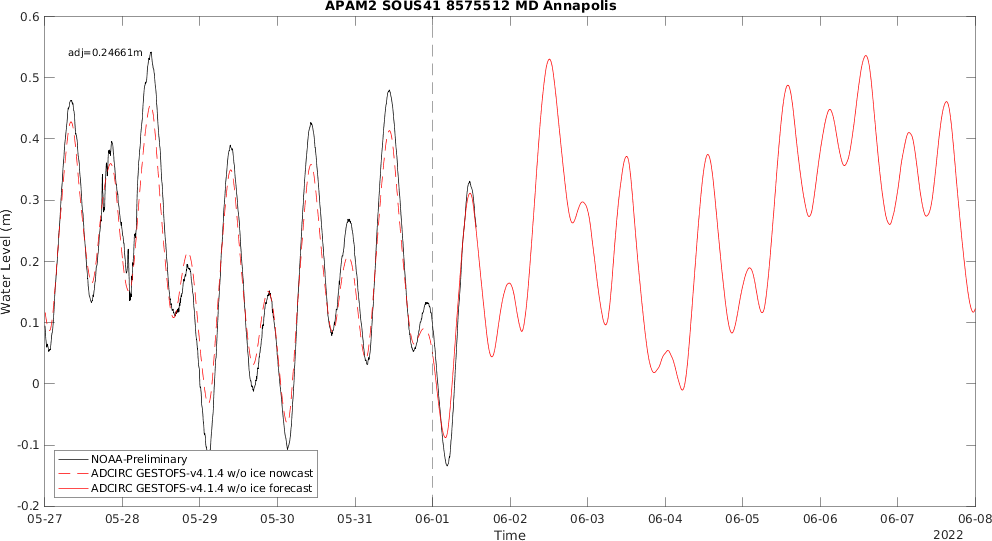 APAM2 SOUS41 8575512 MD Annapolis
0.6
adj=0.24661m
0.5
0.4
0.3
0.2
0.1
0
-0.1
-0.2
Water Level (m)
NOAA-Preliminary
ADCIRC GESTOFS-v4.1.4 w/o ice nowcast
ADCIRC GESTOFS-v4.1.4 w/o ice forecast
05-27 05-28 05-29 05-30 05-31 06-01 06-02 06-03 06-04 06-05 06-06 06-07 06-08
Time
2022